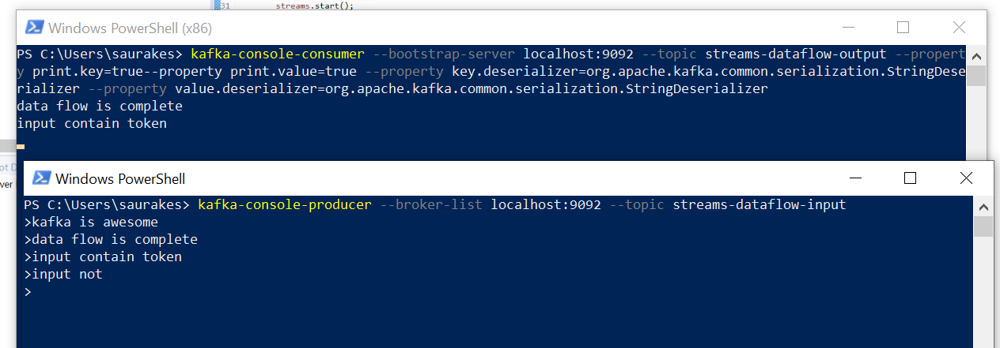 31 streams.start();
Windows PowerShell (x86)
PS C:\Users\saurakes> kafka-console-consumer --bootstrap-server localhost:9092 --topic streams-dataflow-output --propert
y print.key=true--property print.value=true --property key.deserializer=org.apache.kafka.common.serialization.StringDese
rializer --property value.deserializer=org.apache.kafka.common.serialization.StringDeserializer
data flow is complete
input contain token
ot D
ver
Windows PowerShell
PS C:\Users\saurakes> kafka-console-producer --broker-list localhost:9092 --topic streams-dataflow-input
>kafka is awesome
>data flow is complete
>input contain token
>input not
>